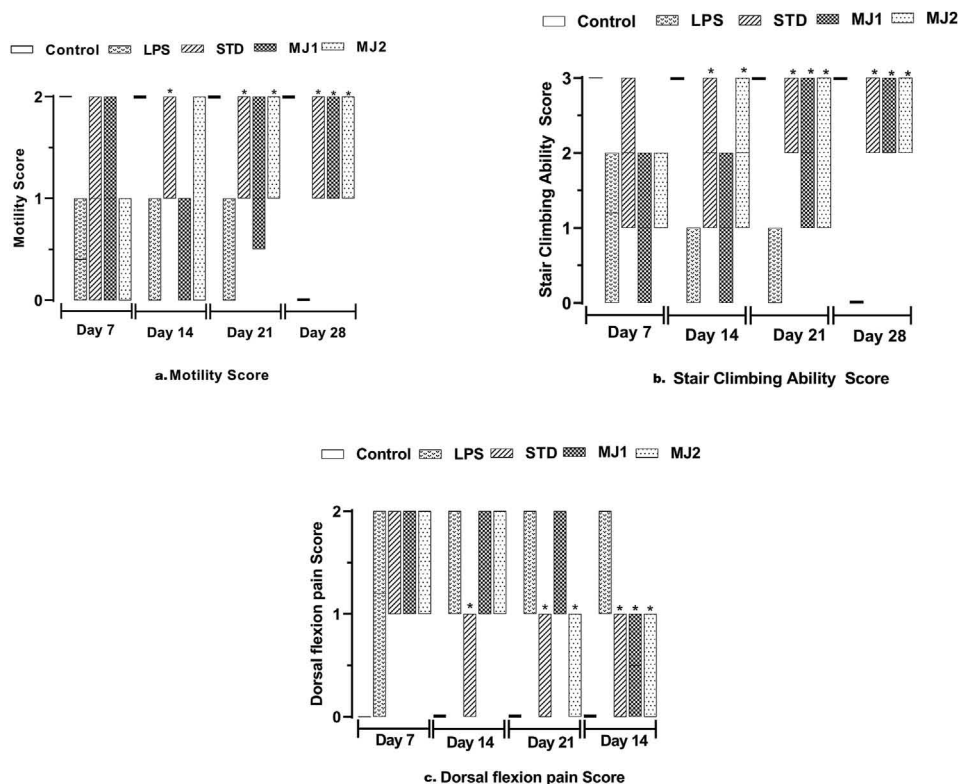 Control LPS STD MJ1 MJ2
Motility Score
2
1
0
* * * * * *
Day 7 Day 14 Day 21 Day 28
a. Motility Score
Control LPS STD MJ1 MJ2
Stair Climbing Ability Score
3
2
1
0
* * * * * * * *
Day 7 Day 14 Day 21 Day 28
b. Stair Climbing Ability Score
Control LPS STD MJ1 MJ2
Dorsal flexion pain Score
2
1
0
* * * * * *
Day 7 Day 14 Day 21 Day 14
c. Dorsal flexion pain Score